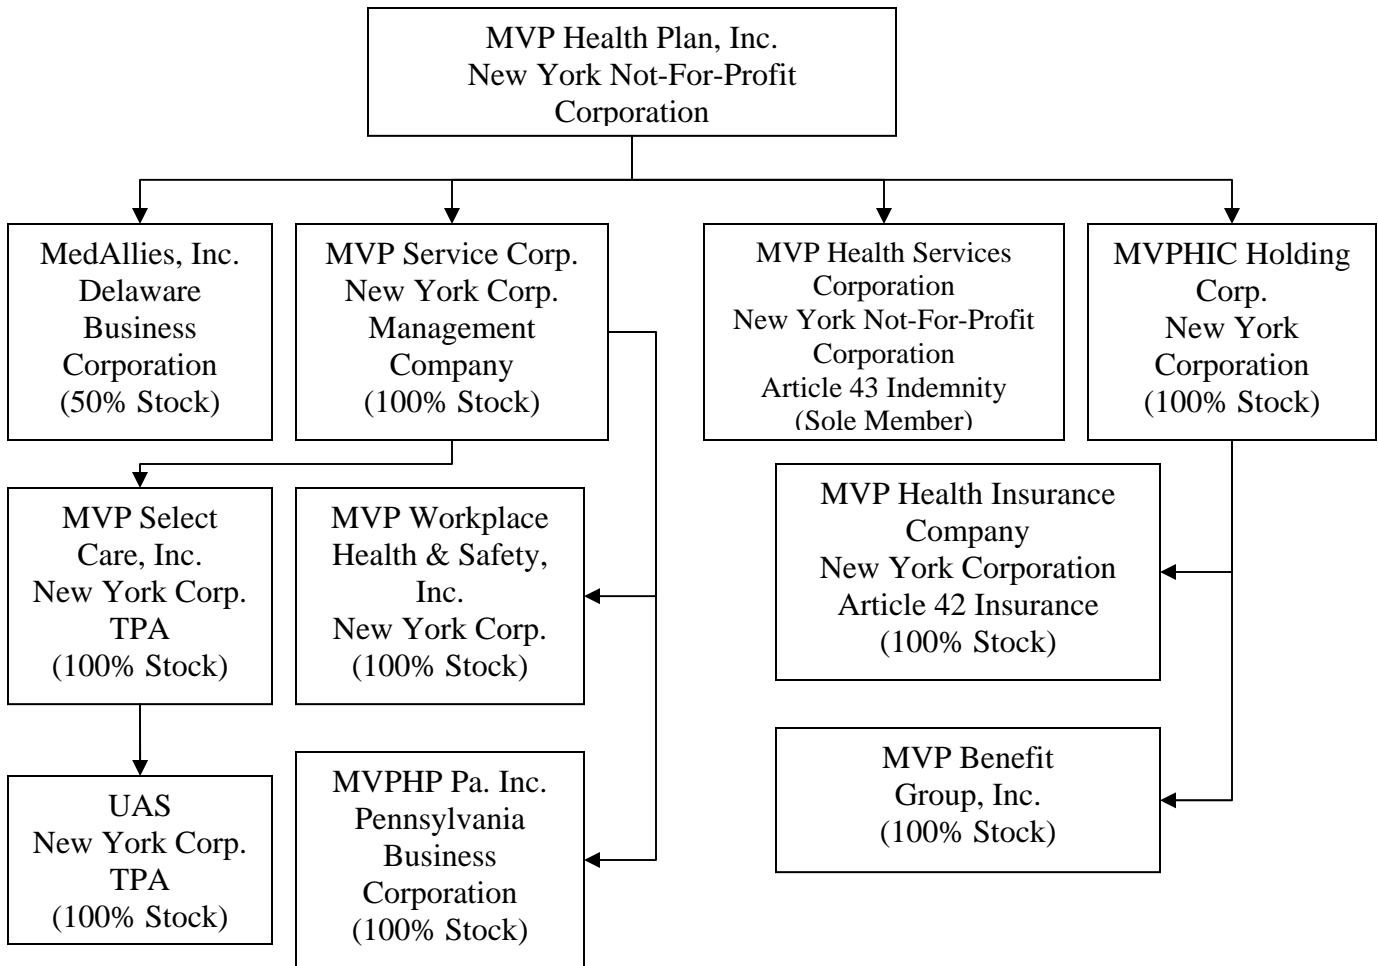 MVP Health Plan, Inc.
New York Not-For-Profit
Corporation
MedAllies, Inc.
Delaware
Business
Corporation
(50% Stock)
MVP Service Corp.
New York Corp.
Management
Company
(100% Stock)
MVP Health Services
Corporation
New York Not-For-Profit
Corporation
Article 43 Indemnity
(Sole Member)
MVPHIC Holding
Corp.
New York
Corporation
(100% Stock)
MVP Select
Care, Inc.
New York Corp.
TPA
(100% Stock)
MVP Workplace
Health & Safety,
Inc.
New York Corp.
(100% Stock)
MVP Health Insurance
Company
New York Corporation
Article 42 Insurance
(100% Stock)
UAS
New York Corp.
TPA
(100% Stock)
MVPHP Pa. Inc.
Pennsylvania
Business
Corporation
(100% Stock)
MVP Benefit
Group, Inc.
(100% Stock)